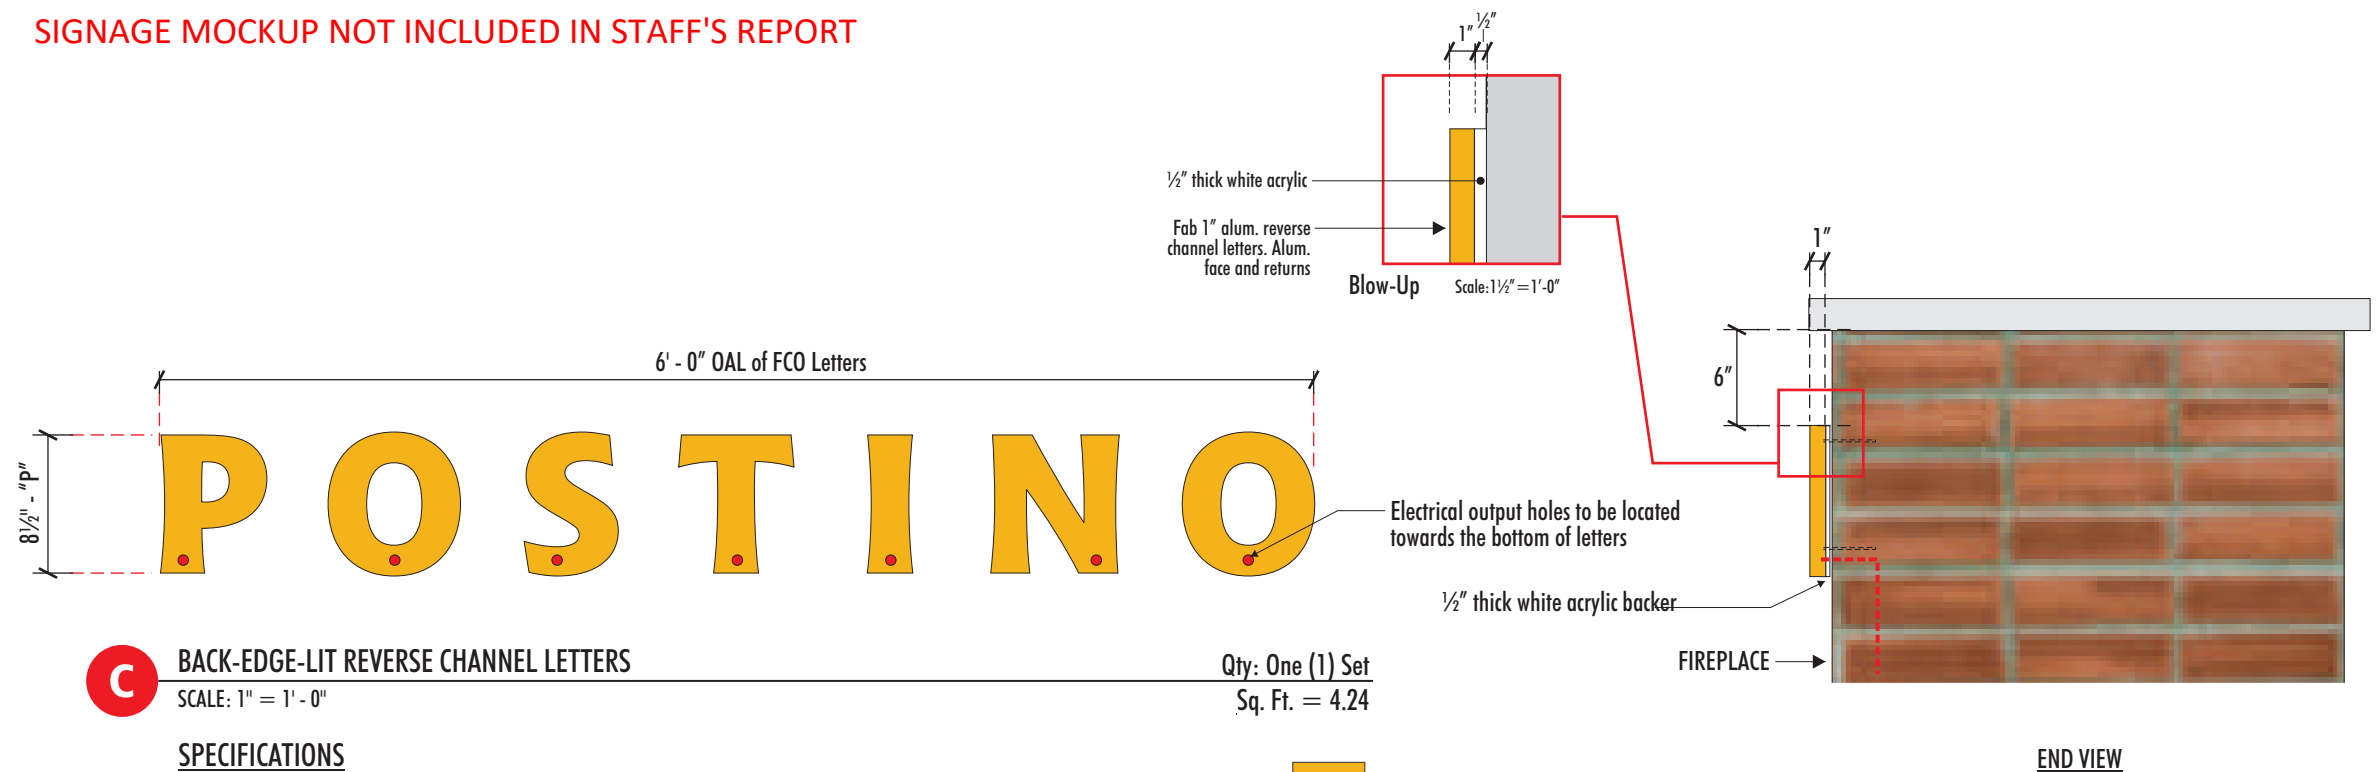 SIGNAGE MOCKUP NOT INCLUDED IN STAFF'S REPORT
1" ½"
½" thick white acrylic
Fab 1" alum. reverse
channel letters. Alum.
face and returns
Blow-Up Scale:1½"=1'-0"
1"
6"
6' - 0" OAL of FCO Letters
8½" - "P"
POSTINO
Electrical output holes to be located
towards the bottom of letters
½" thick white acrylic backer
FIREPLACE
C BACK-EDGE-LIT REVERSE CHANNEL LETTERS Qty: One (1) Set
SCALE: 1" = 1' - 0" Sq. Ft. = 4.24
SPECIFICATIONS
END VIEW